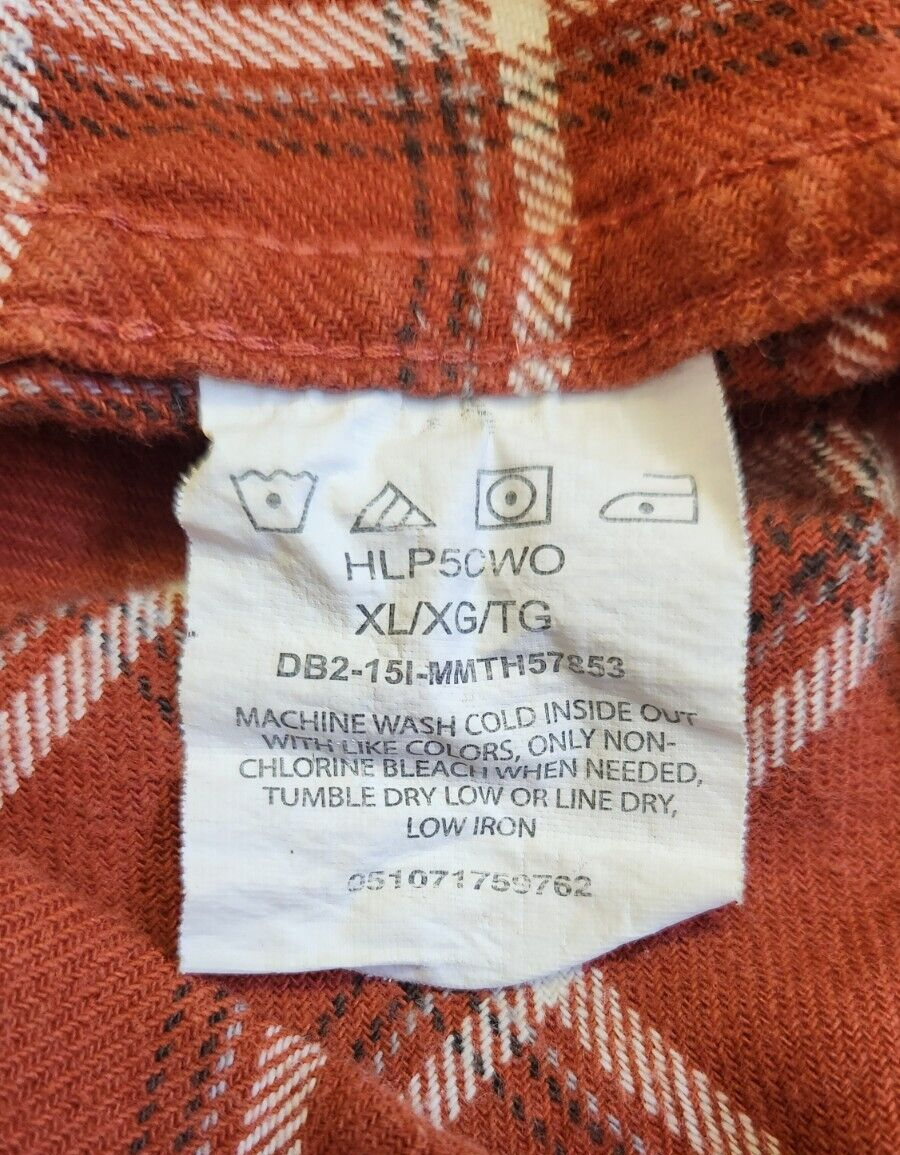 HLP50WO
XL/XG/TG
DB2-15I-MMTH57853
MACHINE WASH COLD INSIDE OUT
WITH LIKE COLORS, ONLY NON-
CHLORINE BLEACH WHEN NEEDED,
TUMBLE DRY LOW OR LINE DRY,
LOW IRON
051071759762